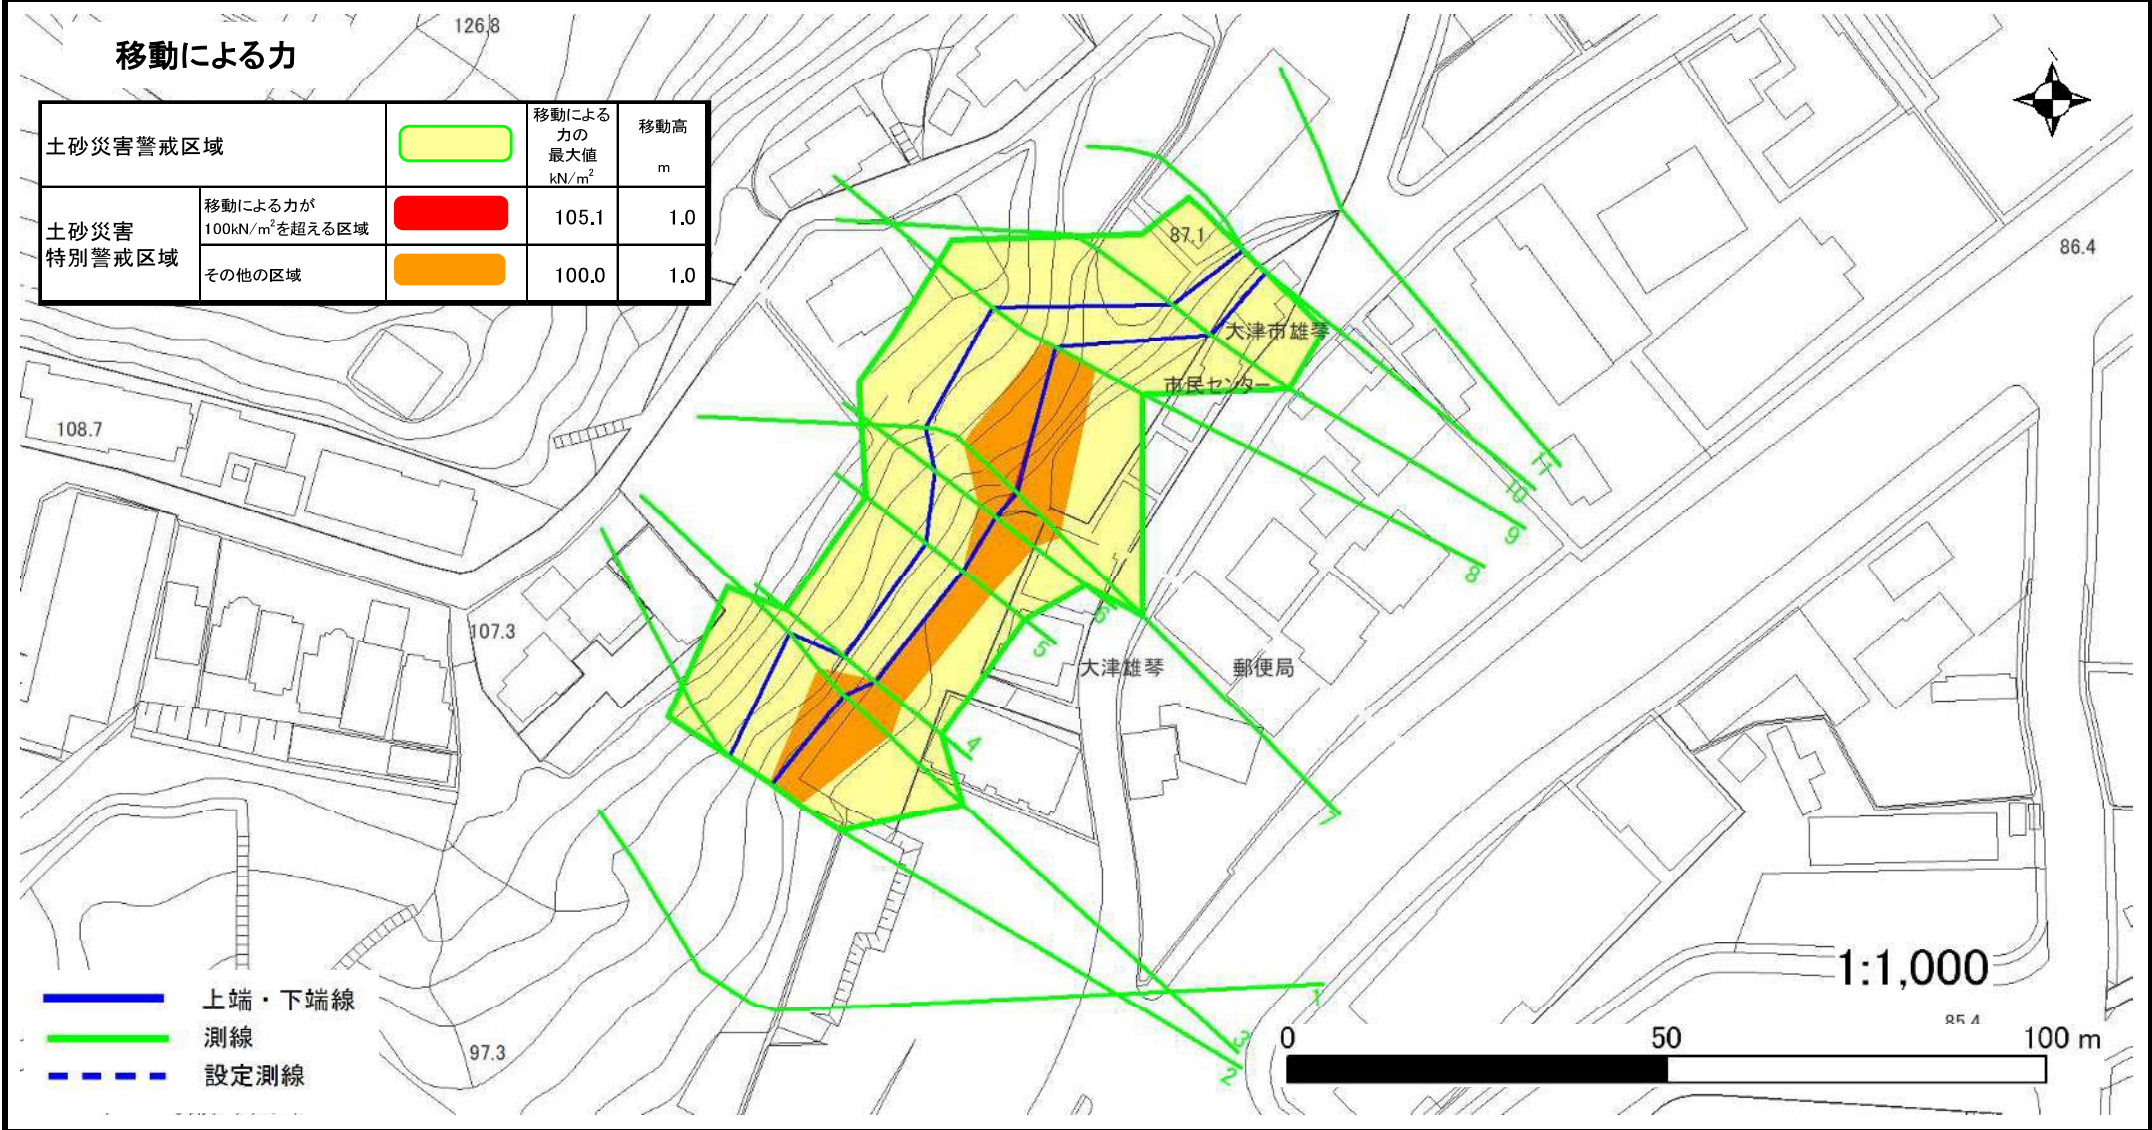 移動による力
126.8
土砂災害警戒区域
移動による
力の
最大値
kN/m²
移動高
m
土砂災害
特別警戒区域
移動による力が
100kN/m²を超える区域
105.1
1.0
その他の区域
100.0
1.0
87.1
86.4
大津市雄琴
市民センター
108.7
11
10
9
8
107.3
6
5
大津雄琴
郵便局
4
7
1:1,000
上端・下端線
測線
設定測線
97.3
1
3
2
85.4
0
50
100 m